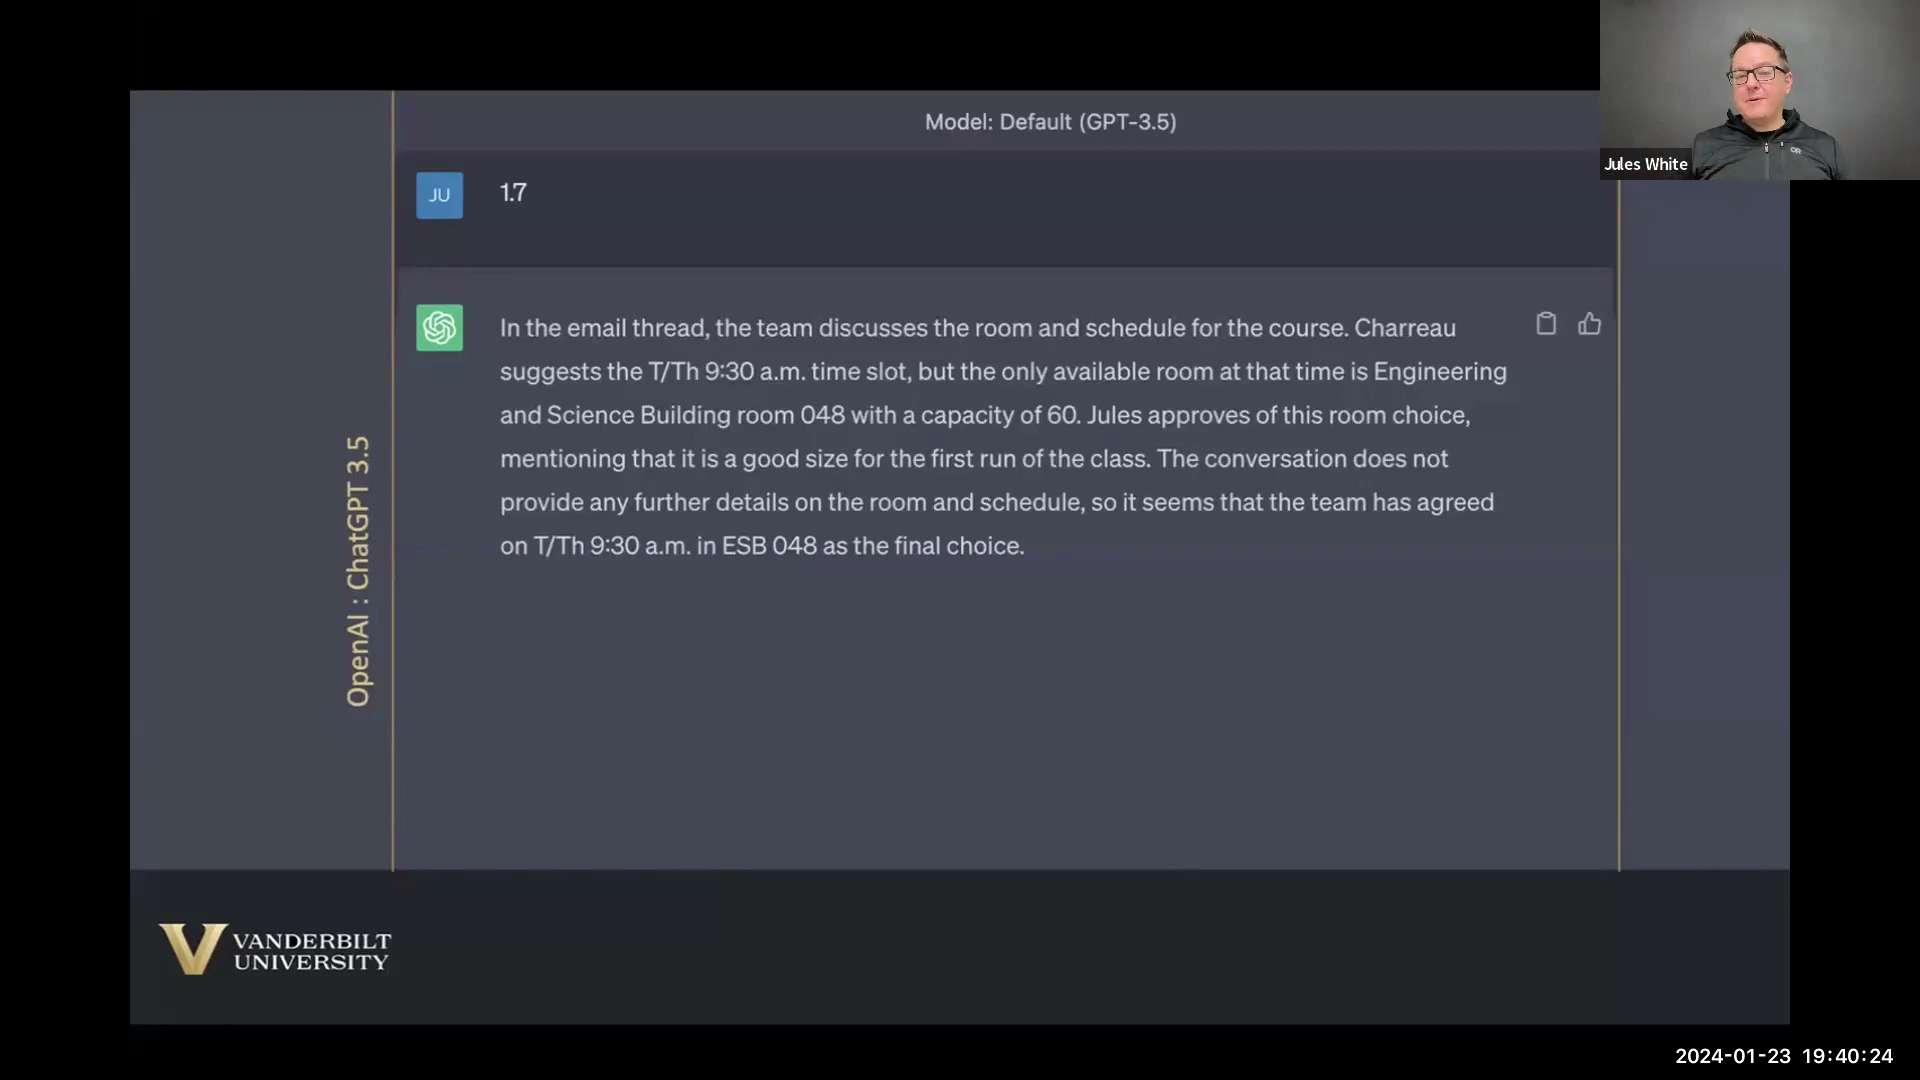 Model: Default (GPT-3.5)
Jules White
JU
1.7
In the email thread, the team discusses the room and schedule for the course. Charreau
suggests the T/Th 9:30 a.m. time slot, but the only available room at that time is Engineering
and Science Building room 048 with a capacity of 60. Jules approves of this room choice,
mentioning that it is a good size for the first run of the class. The conversation does not
provide any further details on the room and schedule, so it seems that the team has agreed
on T/Th 9:30 a.m. in ESB 048 as the final choice.
OpenAI : ChatGPT 3.5
V VANDERBILT
UNIVERSITY
2024-01-23 19:40:24